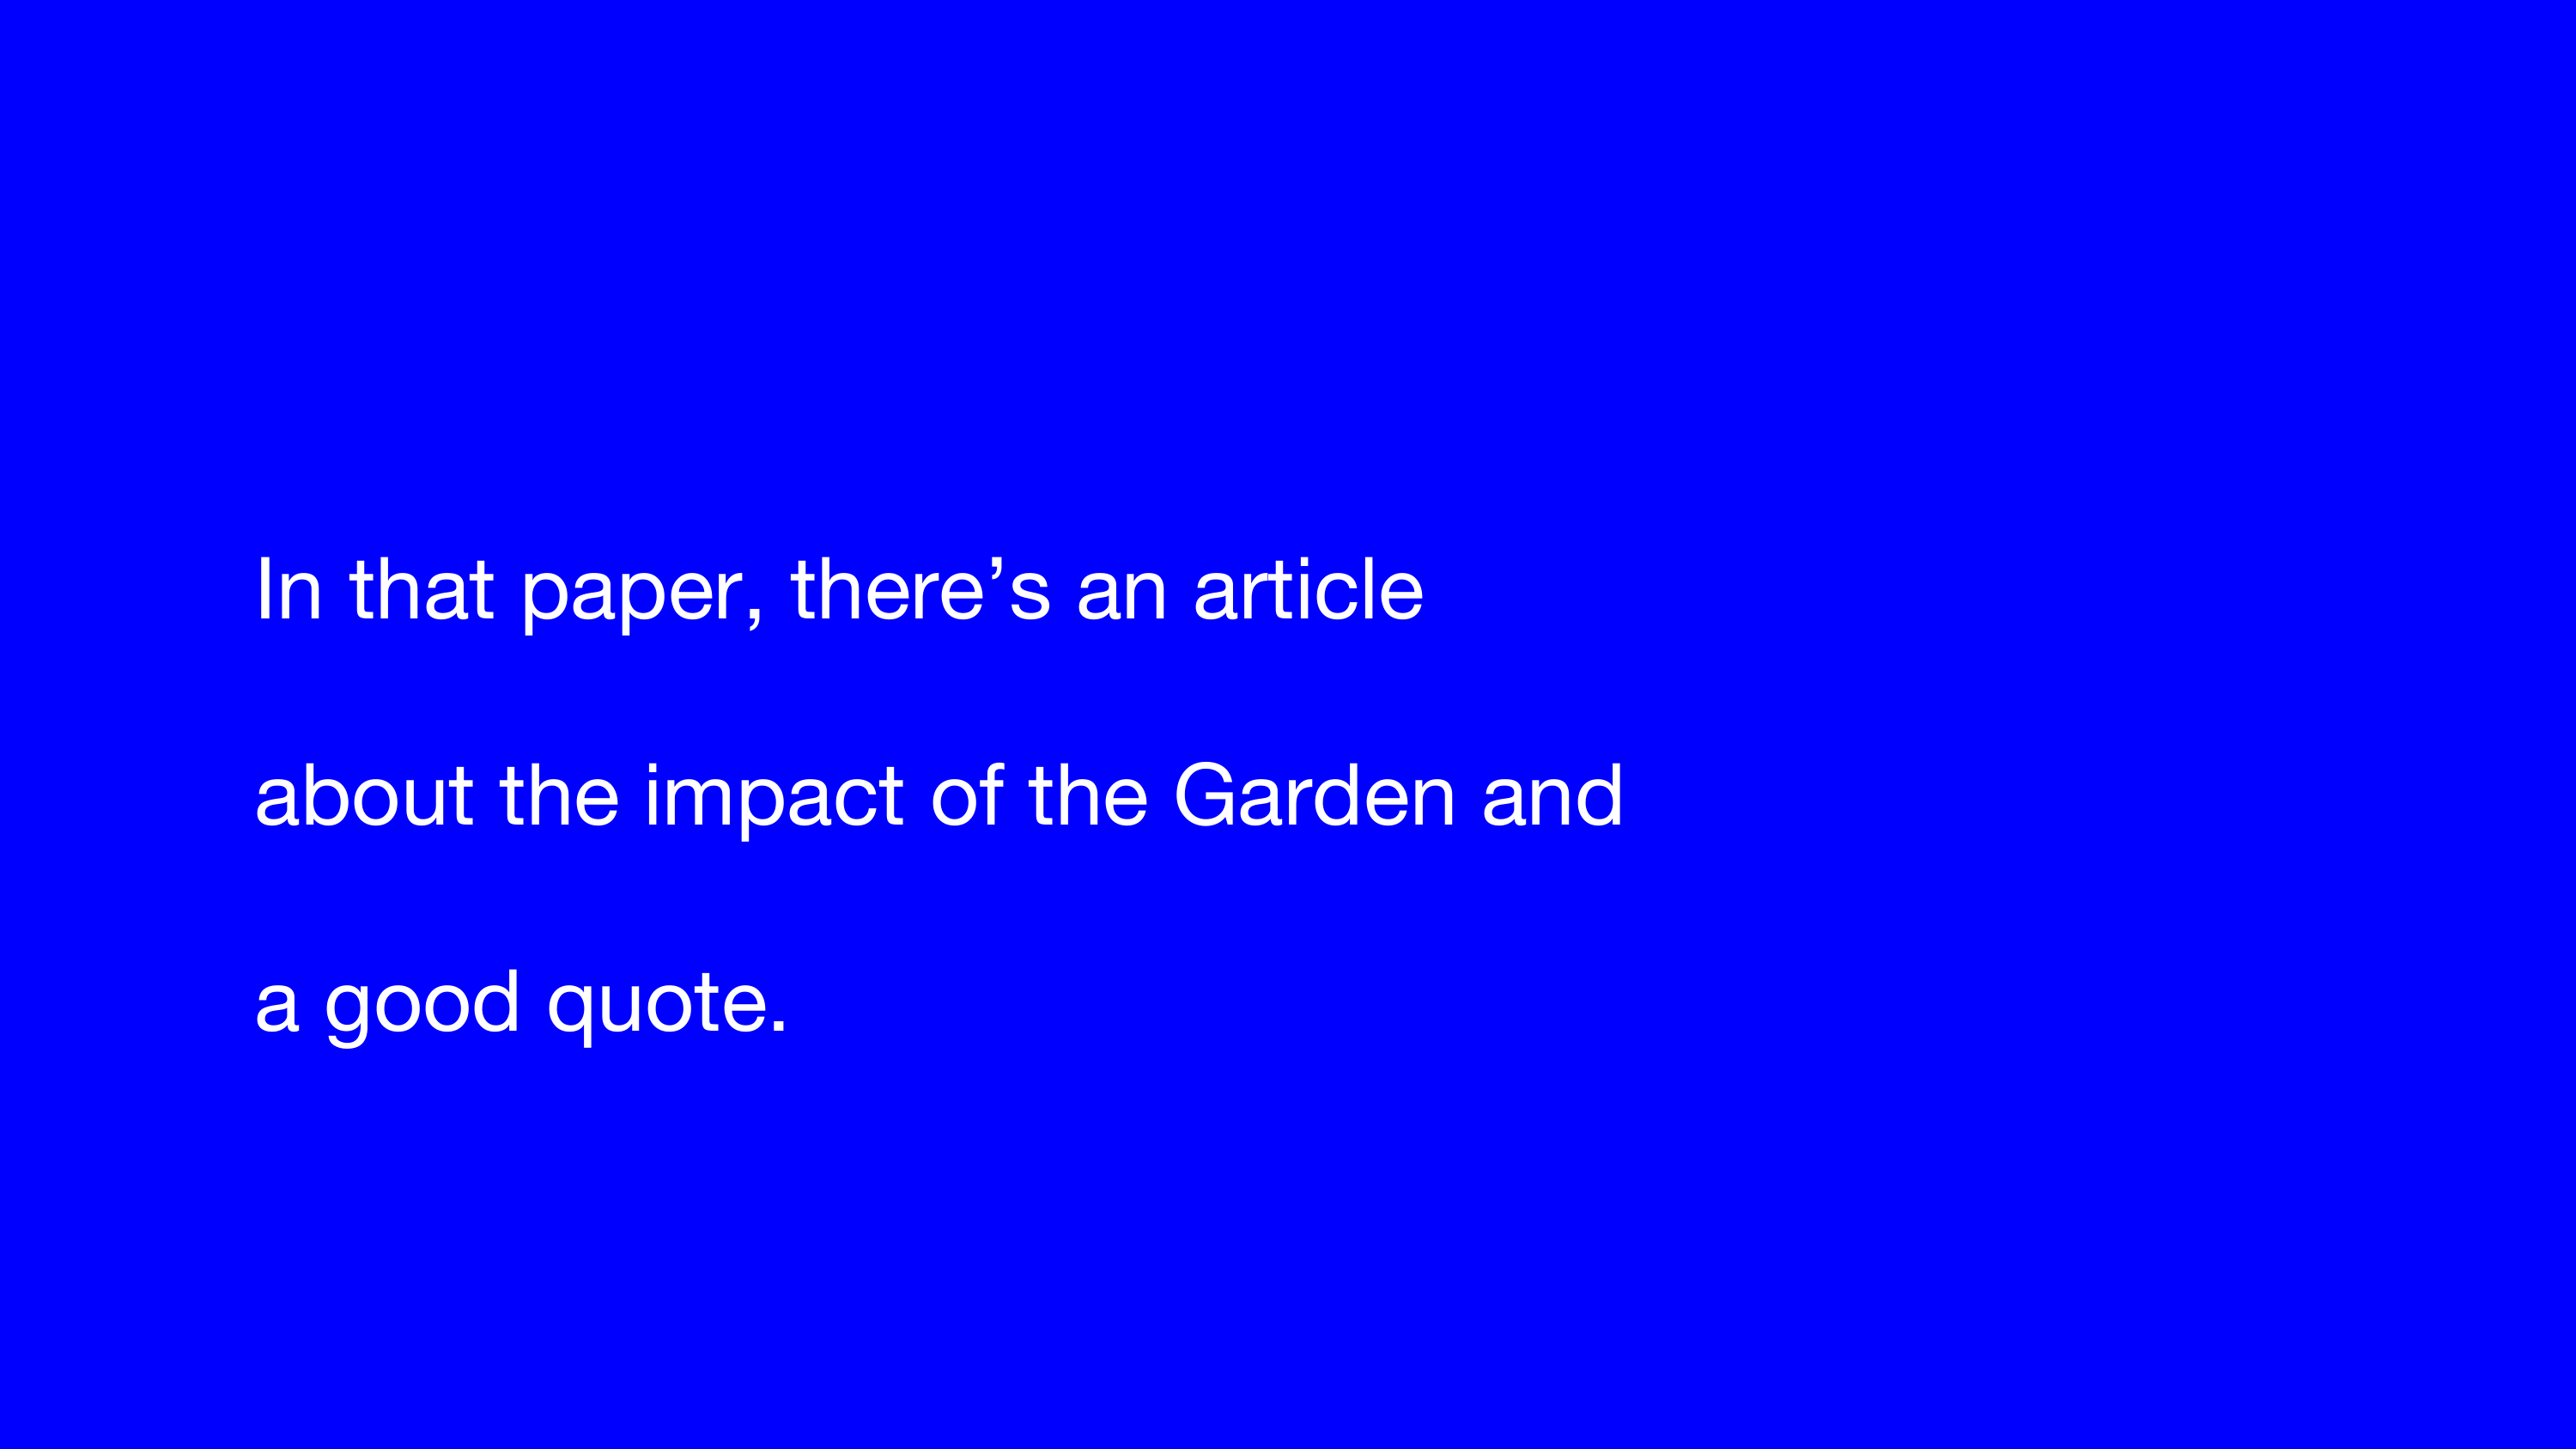 In that paper, there’s an article
about the impact of the Garden and
a good quote.